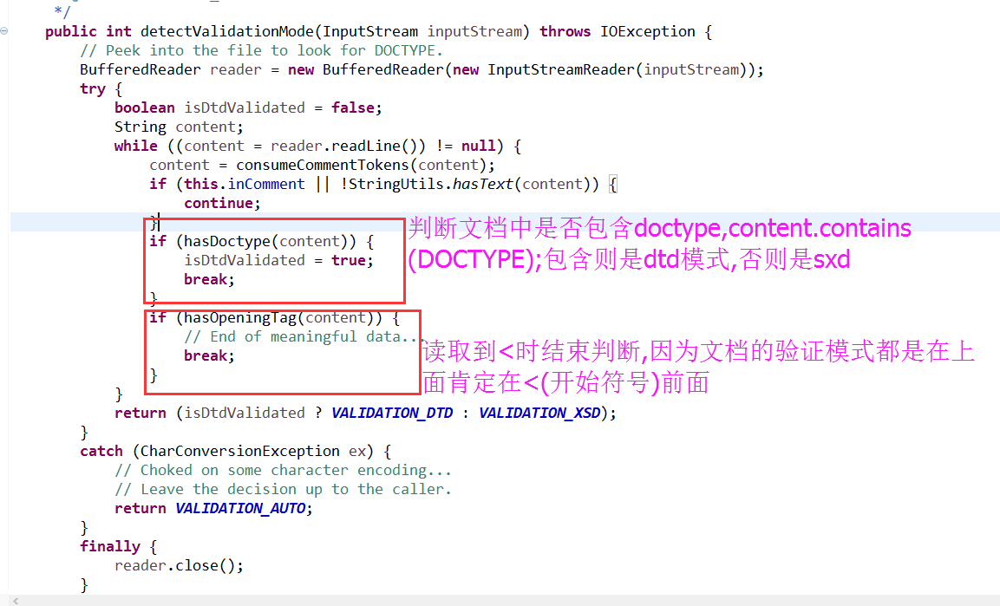 */
public int detectValidationMode(InputStream inputStream) throws IOException {
// Peek into the file to look for DOCTYPE.
BufferedReader reader = new BufferedReader(new InputStreamReader(inputStream));
try {
boolean isDtdValidated = false;
String content;
while ((content = reader.readLine()) != null) {
content = consumeCommentTokens(content);
if (this.inComment || !StringUtils.hasText(content)) {
continue;
}
if (hasDoctype(content)) {
isDtdValidated = true;
break;
}
判断文档中是否包含doctype,content.contains
(DOCTYPE);包含则是dtd模式,否则是sxd
if (hasOpeningTag(content)) {
// End of meaningful data...
break;
}
读取到<时结束判断,因为文档的验证模式都是在上
面肯定在<(开始符号)前面
}
return (isDtdValidated ? VALIDATION_DTD : VALIDATION_XSD);
}
catch (CharConversionException ex) {
// Choked on some character encoding...
// Leave the decision up to the caller.
return VALIDATION_AUTO;
}
finally {
reader.close();
}